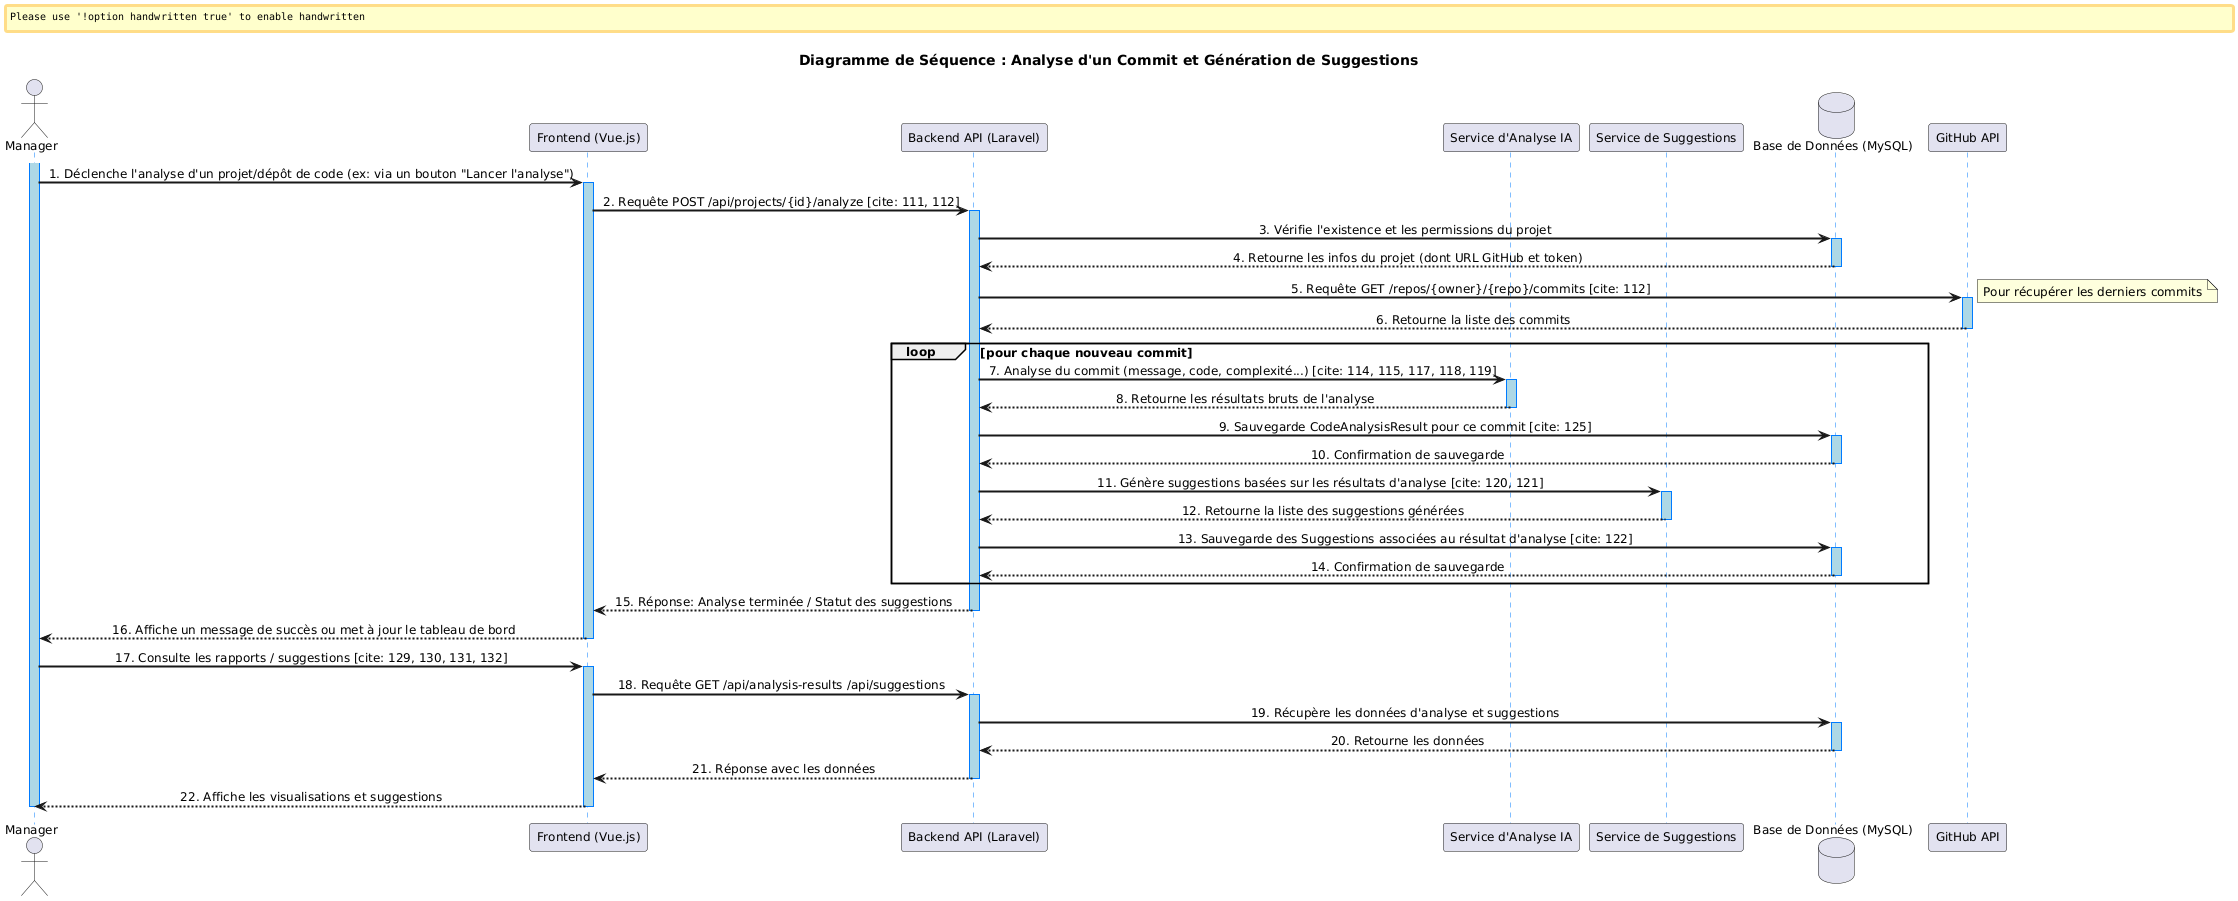 Please use '!option handwritten true' to enable handwritten
Diagramme de Séquence : Analyse d'un Commit et Génération de Suggestions
Manager
Frontend (Vue.js)
Backend API (Laravel)
Service d'Analyse IA
Service de Suggestions
Base de Données (MySQL)
GitHub API
1. Déclenche l'analyse d'un projet/dépôt de code (ex: via un bouton "Lancer l'analyse")
2. Requête POST /api/projects/{id}/analyze [cite: 111, 112]
3. Vérifie l'existence et les permissions du projet
4. Retourne les infos du projet (dont URL GitHub et token)
5. Requête GET /repos/{owner}/{repo}/commits [cite: 112]
Pour récupérer les derniers commits
6. Retourne la liste des commits
loop
[pour chaque nouveau commit]
7. Analyse du commit (message, code, complexité...) [cite: 114, 115, 117, 118, 119]
8. Retourne les résultats bruts de l'analyse
9. Sauvegarde CodeAnalysisResult pour ce commit [cite: 125]
10. Confirmation de sauvegarde
11. Génère suggestions basées sur les résultats d'analyse [cite: 120, 121]
12. Retourne la liste des suggestions générées
13. Sauvegarde des Suggestions associées au résultat d'analyse [cite: 122]
14. Confirmation de sauvegarde
15. Réponse: Analyse terminée / Statut des suggestions
16. Affiche un message de succès ou met à jour le tableau de bord
17. Consulte les rapports / suggestions [cite: 129, 130, 131, 132]
18. Requête GET /api/analysis-results /api/suggestions
19. Récupère les données d'analyse et suggestions
20. Retourne les données
21. Réponse avec les données
22. Affiche les visualisations et suggestions
Manager
Frontend (Vue.js)
Backend API (Laravel)
Service d'Analyse IA
Service de Suggestions
Base de Données (MySQL)
GitHub API